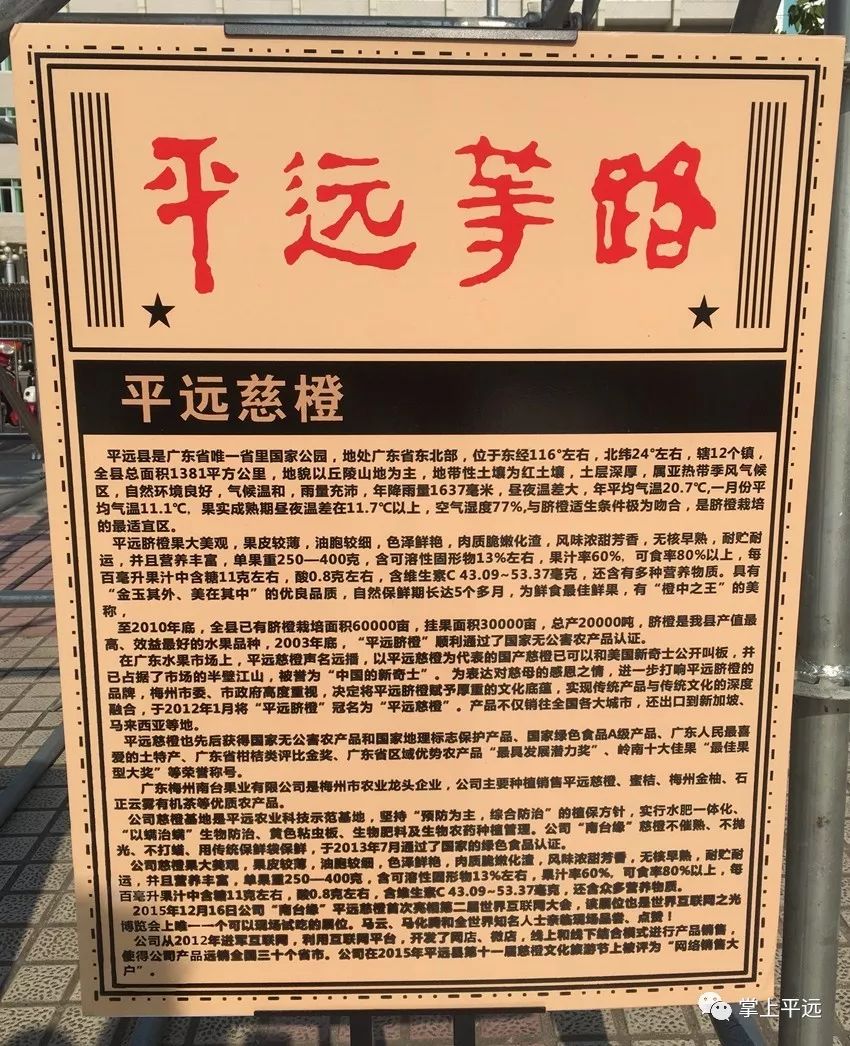 平远芳路
平远慈橙
平远县是广东省唯一省里国家公园，地处广东省东北部，位于东经116°左右，北纬24°左右，辖12个镇，
全县总面积1381平方公里，地貌以丘陵山地为主，地带性土壤为红土壤，土层深厚，属亚热带季风气候
区，自然环境良好，气候温和，雨量充沛，年降雨量1637毫米，昼夜温差大，年平均气温20.7℃,一月份平
均气温11.1℃，果实成熟期昼夜温差在11.7℃以上，空气湿度77%,与脐橙适生条件极为吻合，是脐橙栽培
的最适宜区。
平远脐橙果大美观，果皮较薄，油胞较细，色泽鲜艳，肉质脆嫩化渣，风味浓甜芳香，无核早熟，耐贮耐
运，并且营养丰富，单果重250—400克，含可溶性固形物13%左右，果汁率60%，可食率80%以上，每
百毫升果汁中含糖11克左右，酸0.8克左右，含维生素C 43.09~53.37毫克，还含有多种营养物质。具有
“金玉其外、美在其中”的优良品质，自然保鲜期长达5个多月，为鲜食最佳鲜果，有“橙中之王”的美
称，
至2010年底，全县已有脐橙栽培面积60000亩，挂果面积30000亩，总产20000吨，脐橙是我县产值最
高、效益最好的水果品种，2003年底，“平远脐橙”顺利通过了国家无公害农产品认证。
在广东水果市场上，平远慈橙声名远播，以平远慈橙为代表的国产慈橙已可以和美国新奇士公开叫板，并
已占据了市场的半壁江山，被誉为“中国的新奇士”。为表达对慈母的感恩之情，进一步打响平远脐橙的
品牌，梅州市委、市政府高度重视，决定将平远脐橙赋予厚重的文化底蕴，实现传统产品与传统文化的深度
融合，于2012年1月将“平远脐橙”冠名为“平远慈橙”。产品不仅销往全国各大城市，还出口到新加坡、
马来西亚等地。
平远慈橙也先后获得国家无公害农产品和国家地理标志保护产品、国家绿色食品A级产品、广东人民最喜
爱的土特产、广东省柑桔类评比金奖、广东省区域优势农产品“最具发展潜力奖”、岭南十大佳果“最佳果
型大奖”等荣誉称号。
广东梅州南台果业有限公司是梅州市农业龙头企业，公司主要种植销售平远慈橙、蜜桔、梅州金柚、石
正云雾有机茶等优质农产品。
公司慈橙基地是平远农业科技示范基地，坚持“预防为主，综合防治”的植保方针，实行水肥一体化、
“以螨治螨”生物防治、黄色粘虫板、生物肥料及生物农药种植管理。公司“南台缘”慈橙不催熟、不抛
光、不打蜡、用传统保鲜袋保鲜，于2013年7月通过了国家的绿色食品认证。
公司慈橙果大美观，果皮较薄，油胞较细，色泽鲜艳，肉质脆嫩化渣，风味浓甜芳香，无核早熟，耐贮耐
运，并且营养丰富，单果重250—400克，含可溶性固形物13%左右，果汁率60%，可食率80%以上，每
百毫升果汁中含糖11克左右，酸0.8克左右，含维生素C 43.09~53.37毫克，还含众多营养物质。
2015年12月16日公司“南台缘”平远慈橙首次亮相第二届世界互联网大会，该展位也是世界互联网之光
博览会上唯一一个可以现场试吃的展位。马云、马化腾和全世界知名人士亲临现场品尝、点赞！
公司从2012年进军互联网，利用互联网平台，开发了网店、微店，线上和线下结合模式进行产品销售，
使得公司产品远销全国三十个省市。公司在2015年平远县第十一届慈橙文化旅游节上被评为“网络销售大
户”。
掌上平远